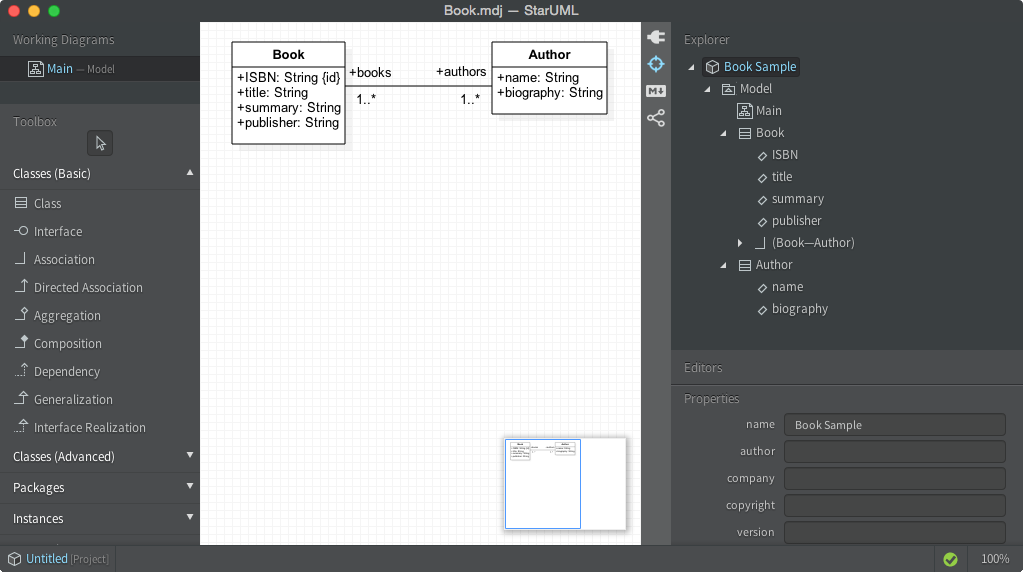 Book.mdj — StarUML
Working Diagrams
Main — Model
Toolbox
Classes (Basic)
Class
Interface
Association
Directed Association
Aggregation
Composition
Dependency
Generalization
Interface Realization
Classes (Advanced)
Packages
Instances
Book
+ISBN: String {id}
+title: String
+summary: String
+publisher: String
+books
1..*
+authors
1..*
Author
+name: String
+biography: String
M
Explorer
Book Sample
Model
Main
Book
ISBN
title
summary
publisher
(Book—Author)
Author
name
biography
Editors
Properties
name Book Sample
author
company
copyright
version
Untitled [Project]
100%